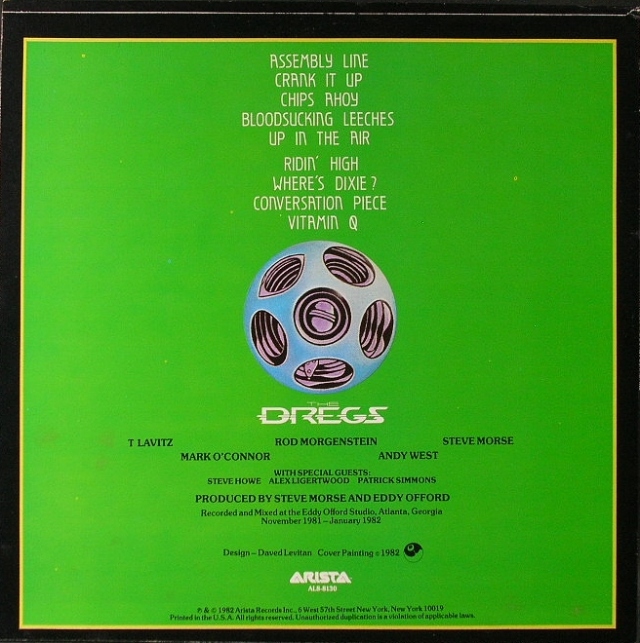 ASSEMBLY LINE
CRANK IT UP
CHIPS AHOY
BLOODSUCKING LEECHES
UP IN THE AIR
RIDIN' HIGH
WHERE'S DIXIE?
CONVERSATION PIECE
VITAMIN Q
THE
DREGS
T LAVITZ ROD MORGENSTEIN STEVE MORSE
MARK O'CONNOR ANDY WEST
WITH SPECIAL GUESTS:
STEVE HOWE ALEX LIGERTWOOD PATRICK SIMMONS
PRODUCED BY STEVE MORSE AND EDDY OFFORD
Recorded and Mixed at the Eddy Offord Studio, Atlanta, Georgia
November 1981 – January 1982
Design – Daved Levitan Cover Painting © 1982
ARISTA
AL8-8130
℗ & © 1982 Arista Records Inc., 6 West 57th Street New York, New York 10019
Printed in the U.S.A. All rights reserved. Unauthorized duplication is a violation of applicable laws.